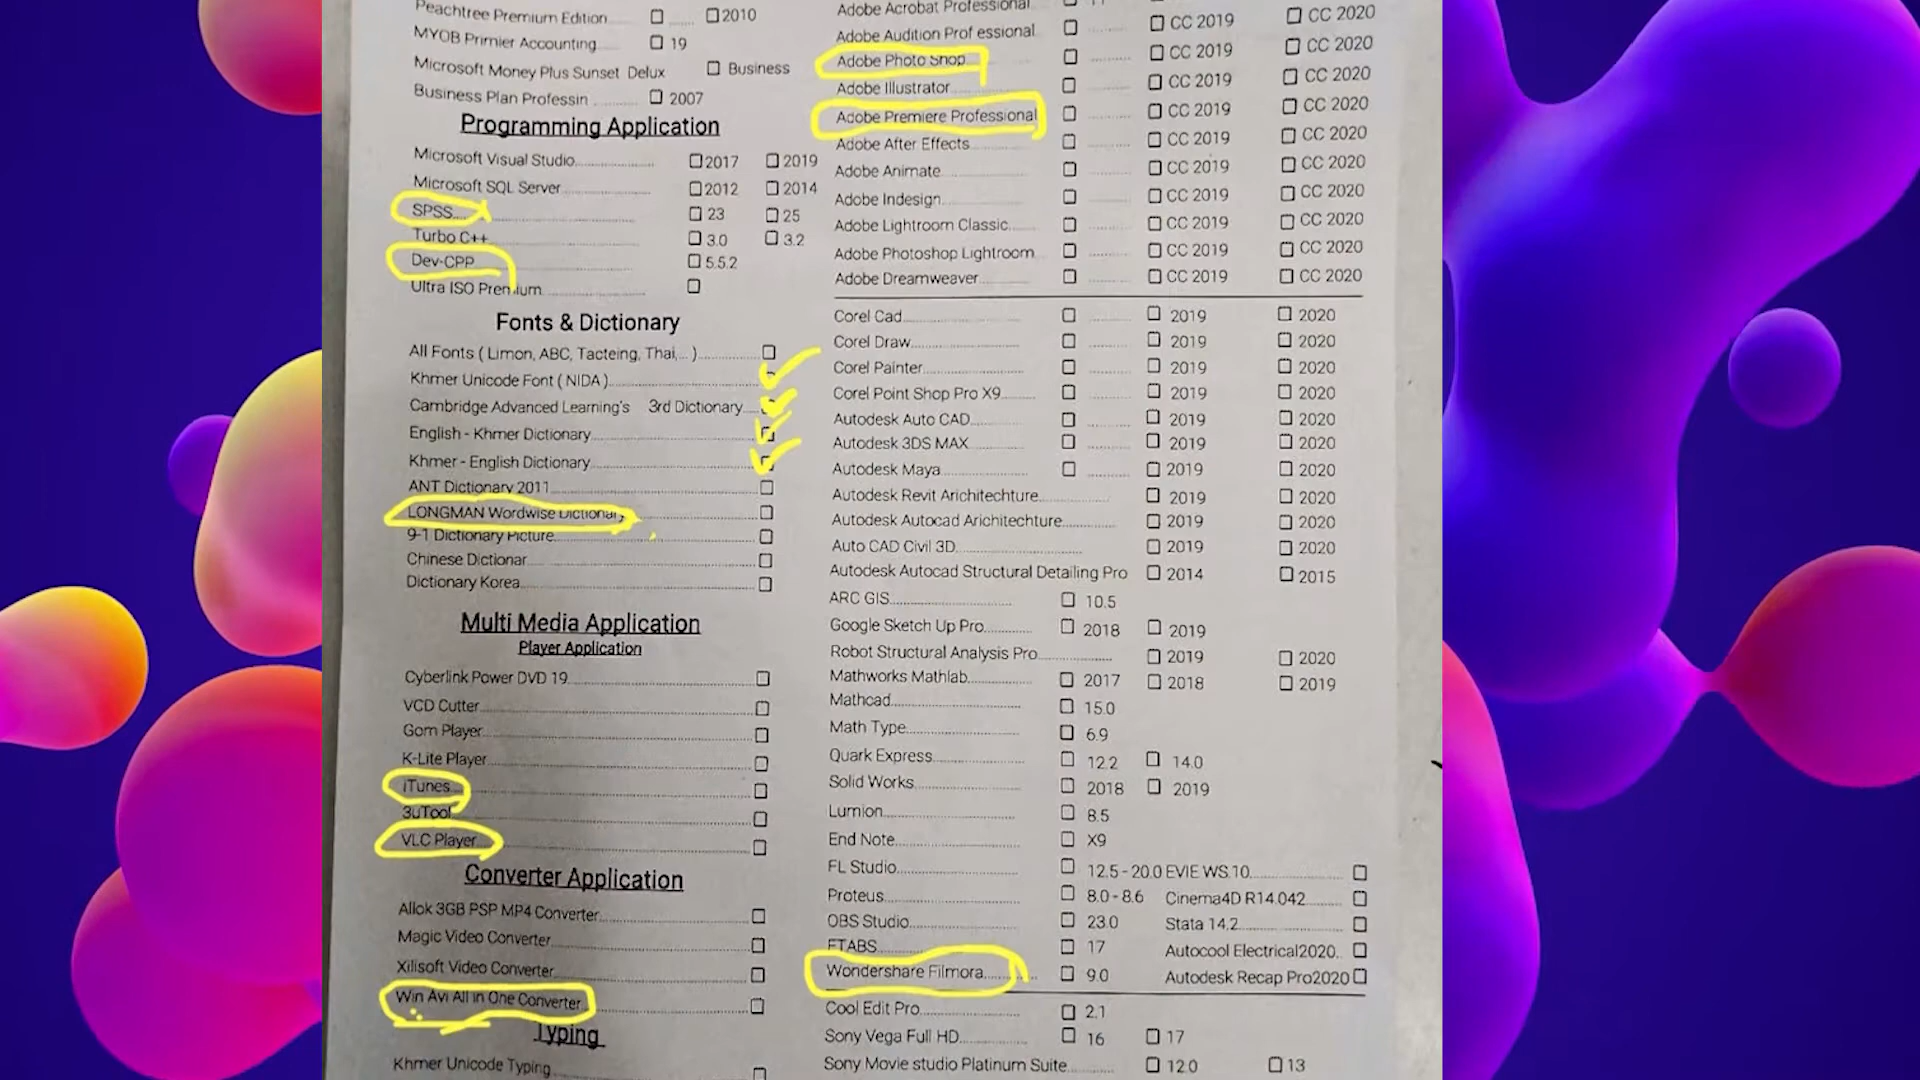 Peachtree Premium Edition ...... 2010
MYOB Primier Accounting 19
Microsoft Money Plus Sunset Delux Business
Business Plan Professin ........... 2007
Programming Application
Microsoft Visual Studio 2017 2019
Microsoft SQL Server 2012 2014
SPSS 23 25
Turbo C++ 3.0 3.2
Dev-CPP 5.5.2
Ultra ISO Premium
Fonts & Dictionary
All Fonts ( Limon, ABC, Tacteing, Thai,... )
Khmer Unicode Font ( NIDA )
Cambridge Advanced Learning's 3rd Dictionary
English - Khmer Dictionary
Khmer - English Dictionary
ANT Dictionary 2011
LONGMAN Wordwise Dictionary
9-1 Dictionary Picture
Chinese Dictionar
Dictionary Korea
Multi Media Application
Player Application
Cyberlink Power DVD 19
VCD Cutter
Gom Player
K-Lite Player
iTunes
3uTool
VLC Player
Converter Application
Allok 3GB PSP MP4 Converter
Magic Video Converter
Xilisoft Video Converter
Win Avi All in One Converter
Typing
Khmer Unicode Typing
Adobe Acrobat Professional
Adobe Audition Prof essional CC 2019 CC 2020
Adobe Photo Shop CC 2019 CC 2020
Adobe Illustrator CC 2019 CC 2020
Adobe Premiere Professional CC 2019 CC 2020
Adobe After Effects CC 2019 CC 2020
Adobe Animate CC 2019 CC 2020
Adobe Indesign CC 2019 CC 2020
Adobe Lightroom Classic CC 2019 CC 2020
Adobe Photoshop Lightroom CC 2019 CC 2020
Adobe Dreamweaver CC 2019 CC 2020
Corel Cad 2019 2020
Corel Draw 2019 2020
Corel Painter 2019 2020
Corel Point Shop Pro X9 2019 2020
Autodesk Auto CAD 2019 2020
Autodesk 3DS MAX 2019 2020
Autodesk Maya 2019 2020
Autodesk Revit Arichitechture 2019 2020
Autodesk Autocad Arichitechture 2019 2020
Auto CAD Civil 3D 2019 2020
Autodesk Autocad Structural Detailing Pro 2014 2015
ARC GIS 10.5
Google Sketch Up Pro 2018 2019
Robot Structural Analysis Pro 2019 2020
Mathworks Mathlab 2017 2018 2019
Mathcad 15.0
Math Type 6.9
Quark Express 12.2 14.0
Solid Works 2018 2019
Lumion 8.5
End Note X9
FL Studio 12.5 - 20.0 EVIE WS.10
Proteus 8.0 - 8.6 Cinema4D R14.042
OBS Studio 23.0 Stata 14.2
ETABS 17 Autocool Electrical2020
Wondershare Filmora 9.0 Autodesk Recap Pro2020
Cool Edit Pro 2.1
Sony Vega Full HD 16 17
Sony Movie studio Platinum Suite 12.0 13